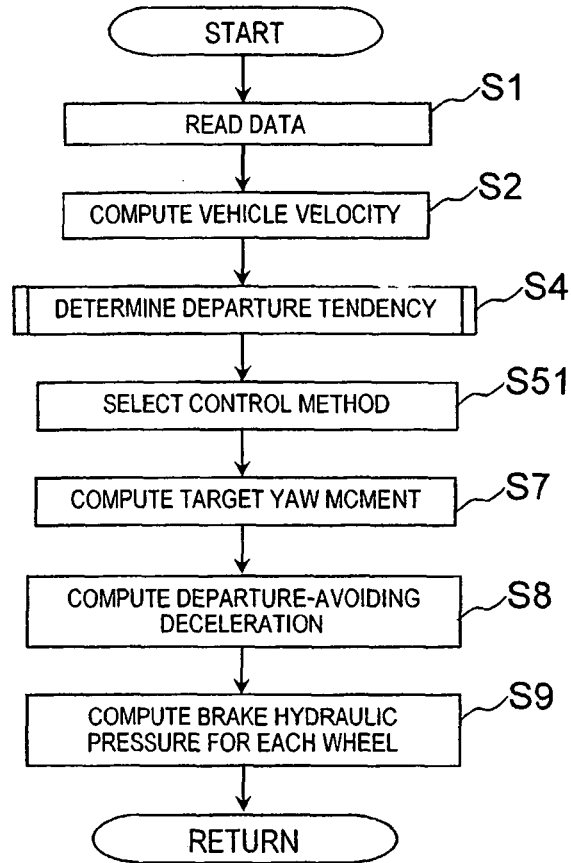 START
S1
READ DATA
S2
COMPUTE VEHICLE VELOCITY
S4
DETERMINE DEPARTURE TENDENCY
S51
SELECT CONTROL METHOD
S7
COMPUTE TARGET YAW MCMENT
S8
COMPUTE DEPARTURE-AVOIDING
DECELERATION
S9
COMPUTE BRAKE HYDRAULIC
PRESSURE FOR EACH WHEEL
RETURN